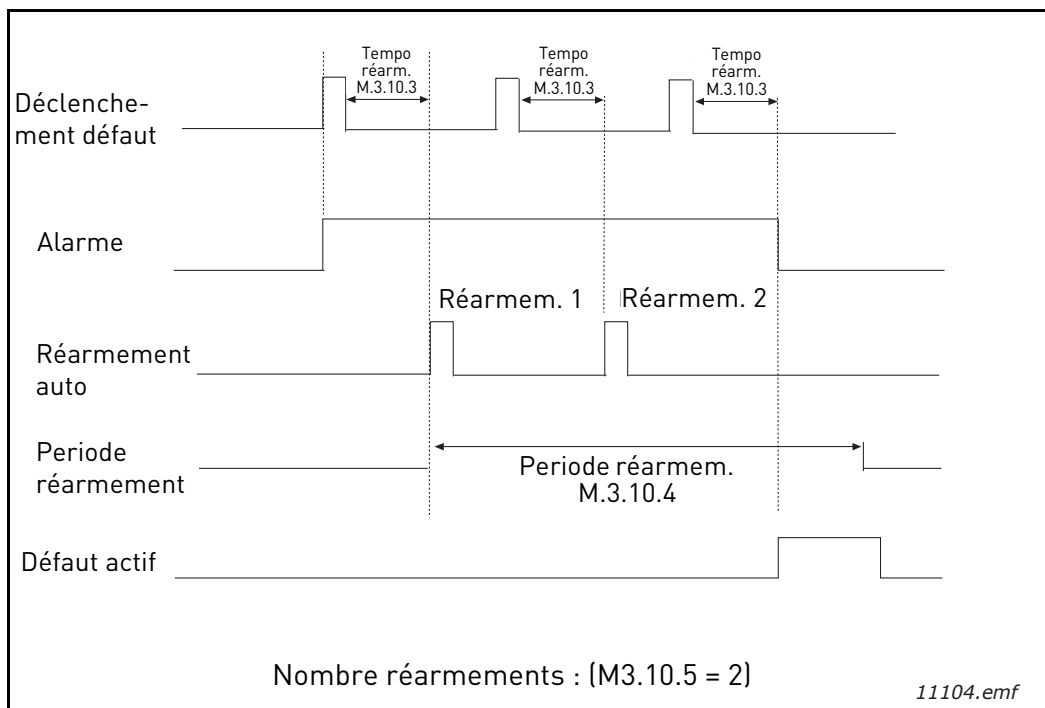 Tempo
réarm.
M.3.10.3
Tempo
réarm.
M.3.10.3
Tempo
réarm.
M.3.10.3
Déclenche-
ment défaut
Alarme
Réarmem. 1
Réarmem. 2
Réarmement
auto
Periode
réarmement
Periode réarmem.
M.3.10.4
Défaut actif
Nombre réarmements : (M3.10.5 = 2)
11104.emf